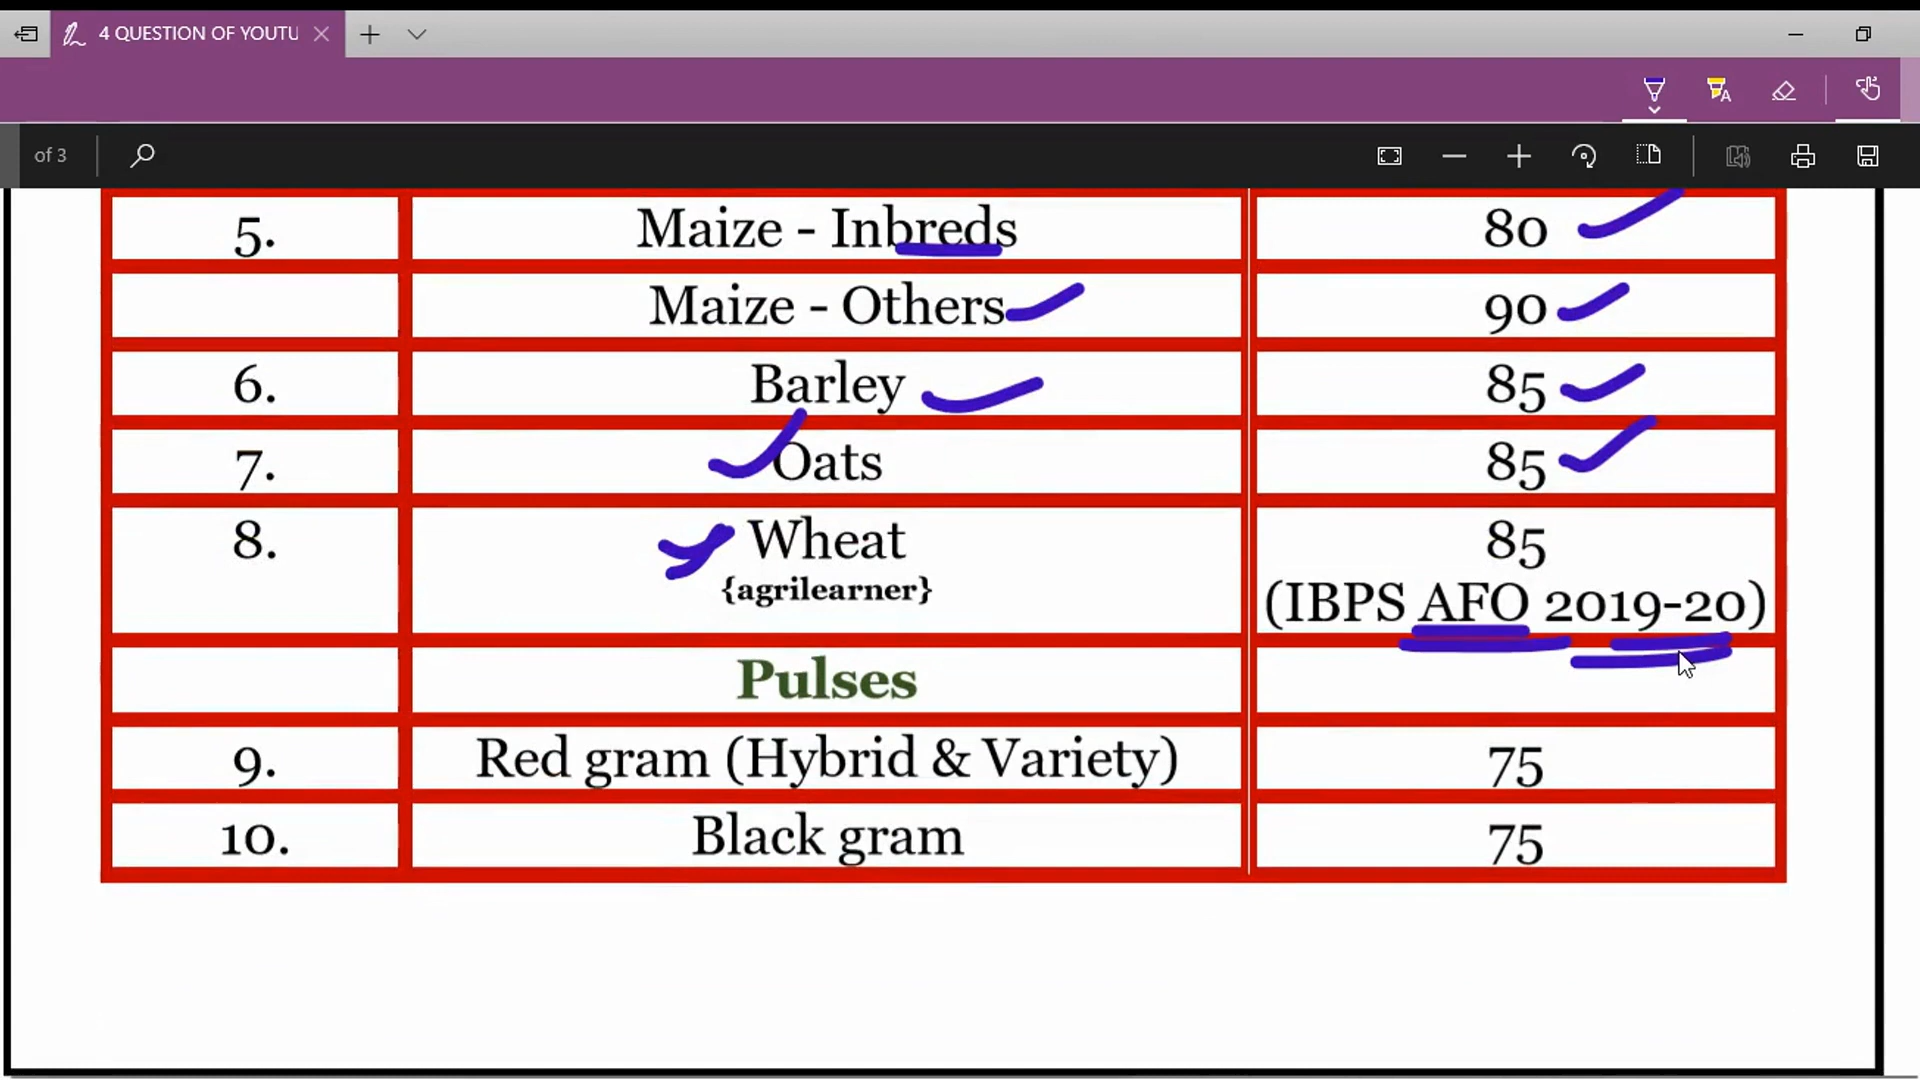 4 QUESTION OF YOUTU
of 3
5. Maize - Inbreds 80
Maize - Others 90
6. Barley 85
7. Oats 85
8. Wheat 85
{agrilearner} (IBPS AFO 2019-20)
Pulses
9. Red gram (Hybrid & Variety) 75
10. Black gram 75